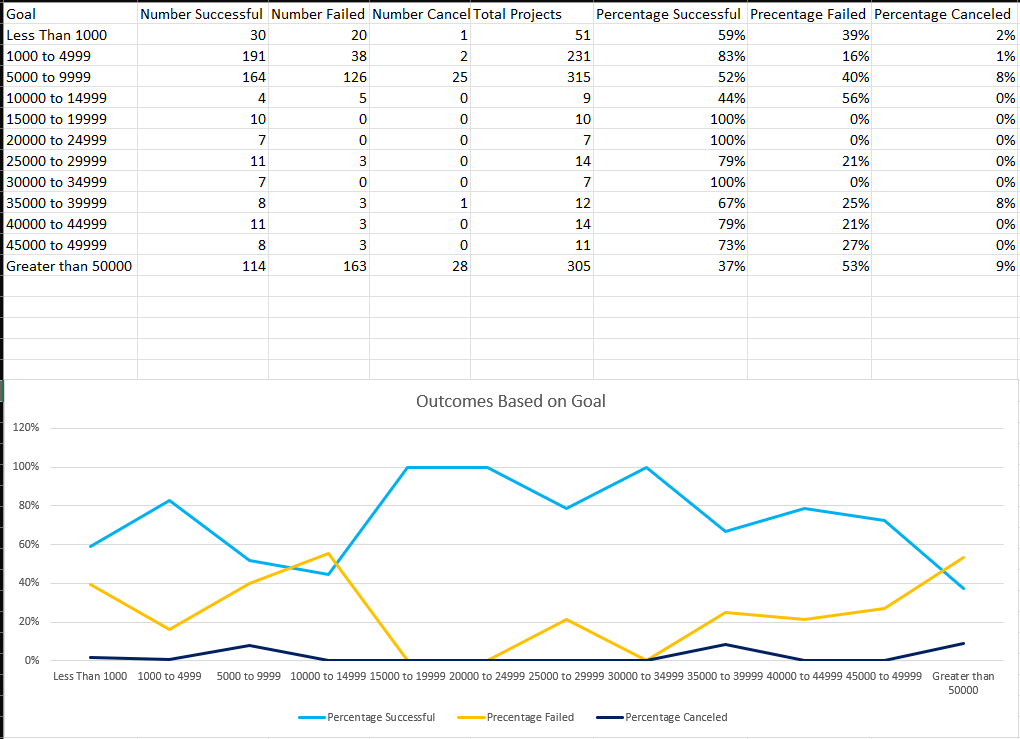 Goal Number Successful Number Failed Number Cancel Total Projects Percentage Successful Precentage Failed Percentage Canceled
Less Than 1000 30 20 1 51 59% 39% 2%
1000 to 4999 191 38 2 231 83% 16% 1%
5000 to 9999 164 126 25 315 52% 40% 8%
10000 to 14999 4 5 0 9 44% 56% 0%
15000 to 19999 10 0 0 10 100% 0% 0%
20000 to 24999 7 0 0 7 100% 0% 0%
25000 to 29999 11 3 0 14 79% 21% 0%
30000 to 34999 7 0 0 7 100% 0% 0%
35000 to 39999 8 3 1 12 67% 25% 8%
40000 to 44999 11 3 0 14 79% 21% 0%
45000 to 49999 8 3 0 11 73% 27% 0%
Greater than 50000 114 163 28 305 37% 53% 9%
Outcomes Based on Goal
120%
100%
80%
60%
40%
20%
0%
Less Than 1000 1000 to 4999 5000 to 9999 10000 to 14999 15000 to 19999 20000 to 24999 25000 to 29999 30000 to 34999 35000 to 39999 40000 to 44999 45000 to 49999 Greater than
50000
Percentage Successful Precentage Failed Percentage Canceled